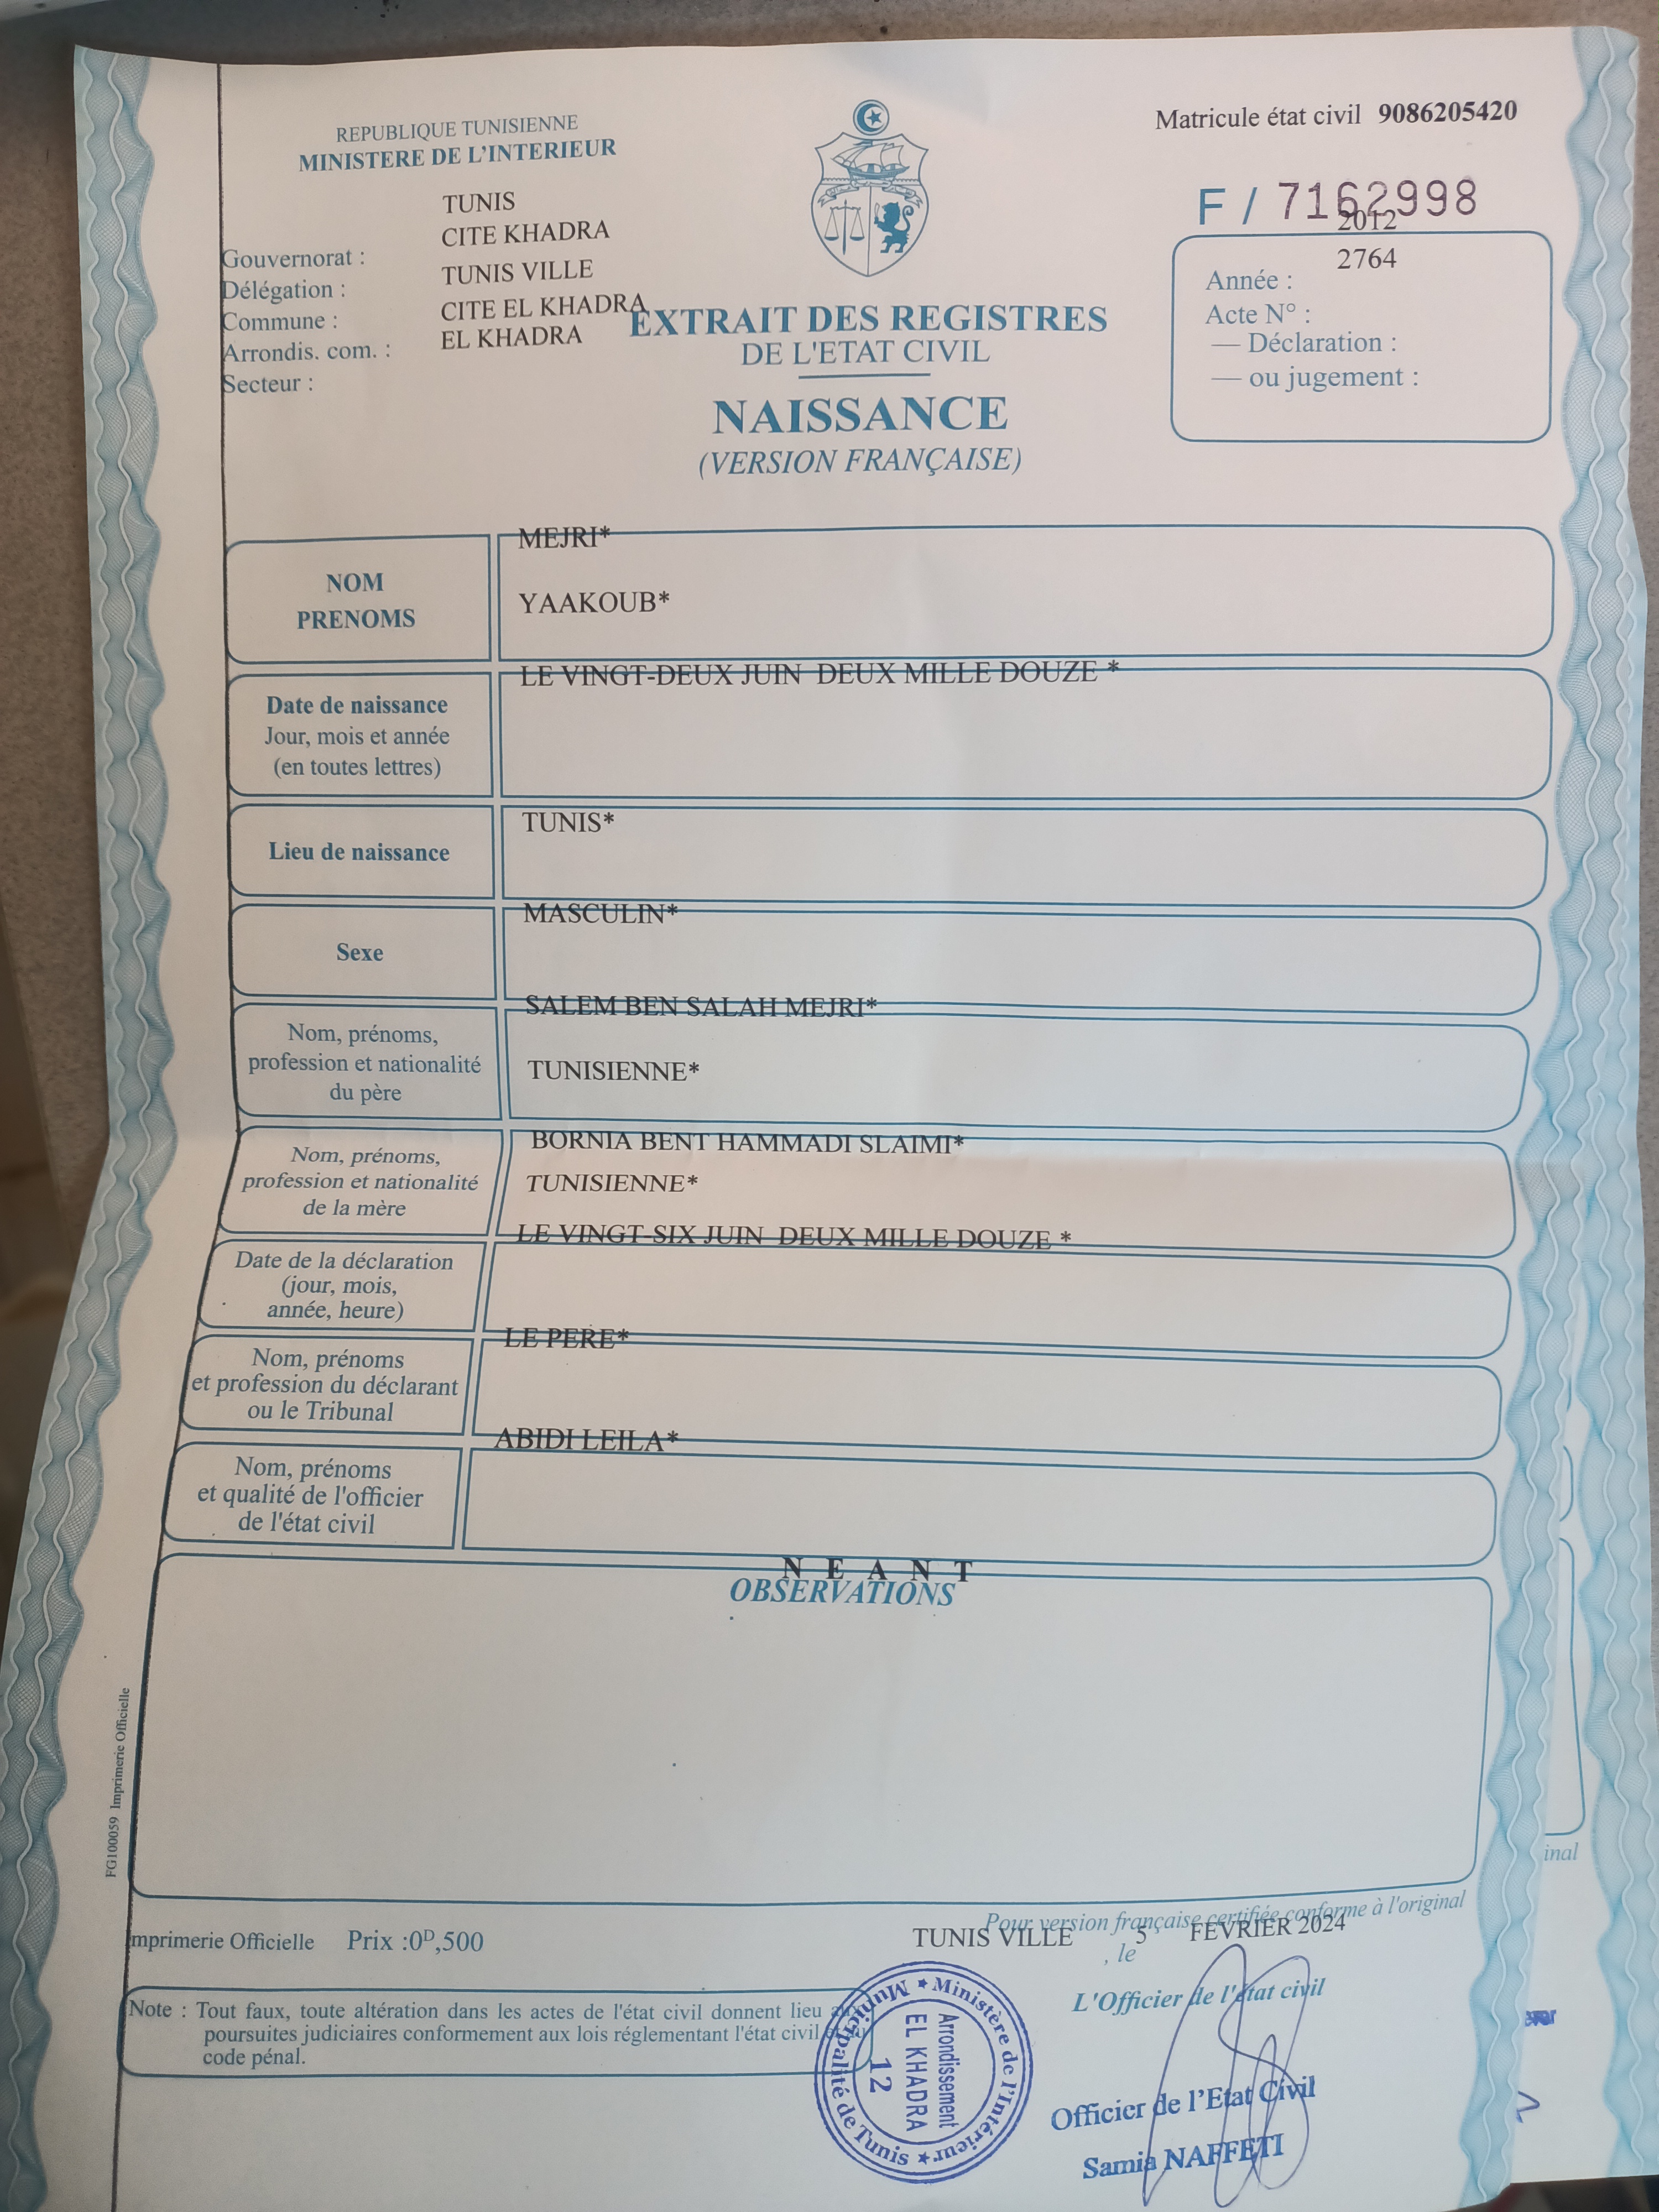 REPUBLIQUE TUNISIENNE
MINISTERE DE L'INTERIEUR
Matricule état civil 9086205420
F / 7162998
Gouvernorat : TUNIS
Délégation : CITE KHADRA
Commune : TUNIS VILLE
Arrondis. com. : CITE EL KHADRA
Secteur : EL KHADRA
EXTRAIT DES REGISTRES
DE L'ETAT CIVIL
NAISSANCE
(VERSION FRANÇAISE)
Année : 2012
Acte N° : 2764
— Déclaration :
— ou jugement :
NOM
PRENOMS
MEJRI*
YAAKOUB*
Date de naissance
Jour, mois et année
(en toutes lettres)
LE VINGT-DEUX JUIN DEUX MILLE DOUZE *
Lieu de naissance
TUNIS*
Sexe
MASCULIN*
Nom, prénoms,
profession et nationalité
du père
SALEM BEN SALAH MEJRI*
TUNISIENNE*
Nom, prénoms,
profession et nationalité
de la mère
BORNIA BENT HAMMADI SLAIMI*
TUNISIENNE*
Date de la déclaration
(jour, mois,
année, heure)
LE VINGT-SIX JUIN DEUX MILLE DOUZE *
Nom, prénoms
et profession du déclarant
ou le Tribunal
LE PERE*
Nom, prénoms
et qualité de l'officier
de l'état civil
ABIDI LEILA*
N E A N T
OBSERVATIONS
FG100059 Imprimerie Officielle
inal
Pour version française certifiée conforme à l'original
TUNIS VILLE , le 5 FEVRIER 2024
Imprimerie Officielle Prix :0D,500
L'Officier de l'état civil
Note : Tout faux, toute altération dans les actes de l'état civil donnent lieu
poursuites judiciaires conformement aux lois réglementant l'état civil
code pénal.
Ministère de l'Intérieur ★ Municipalité de Tunis ★
Arrondissement
EL KHADRA
12
Officier de l'Etat Civil
Samia NAFFETI